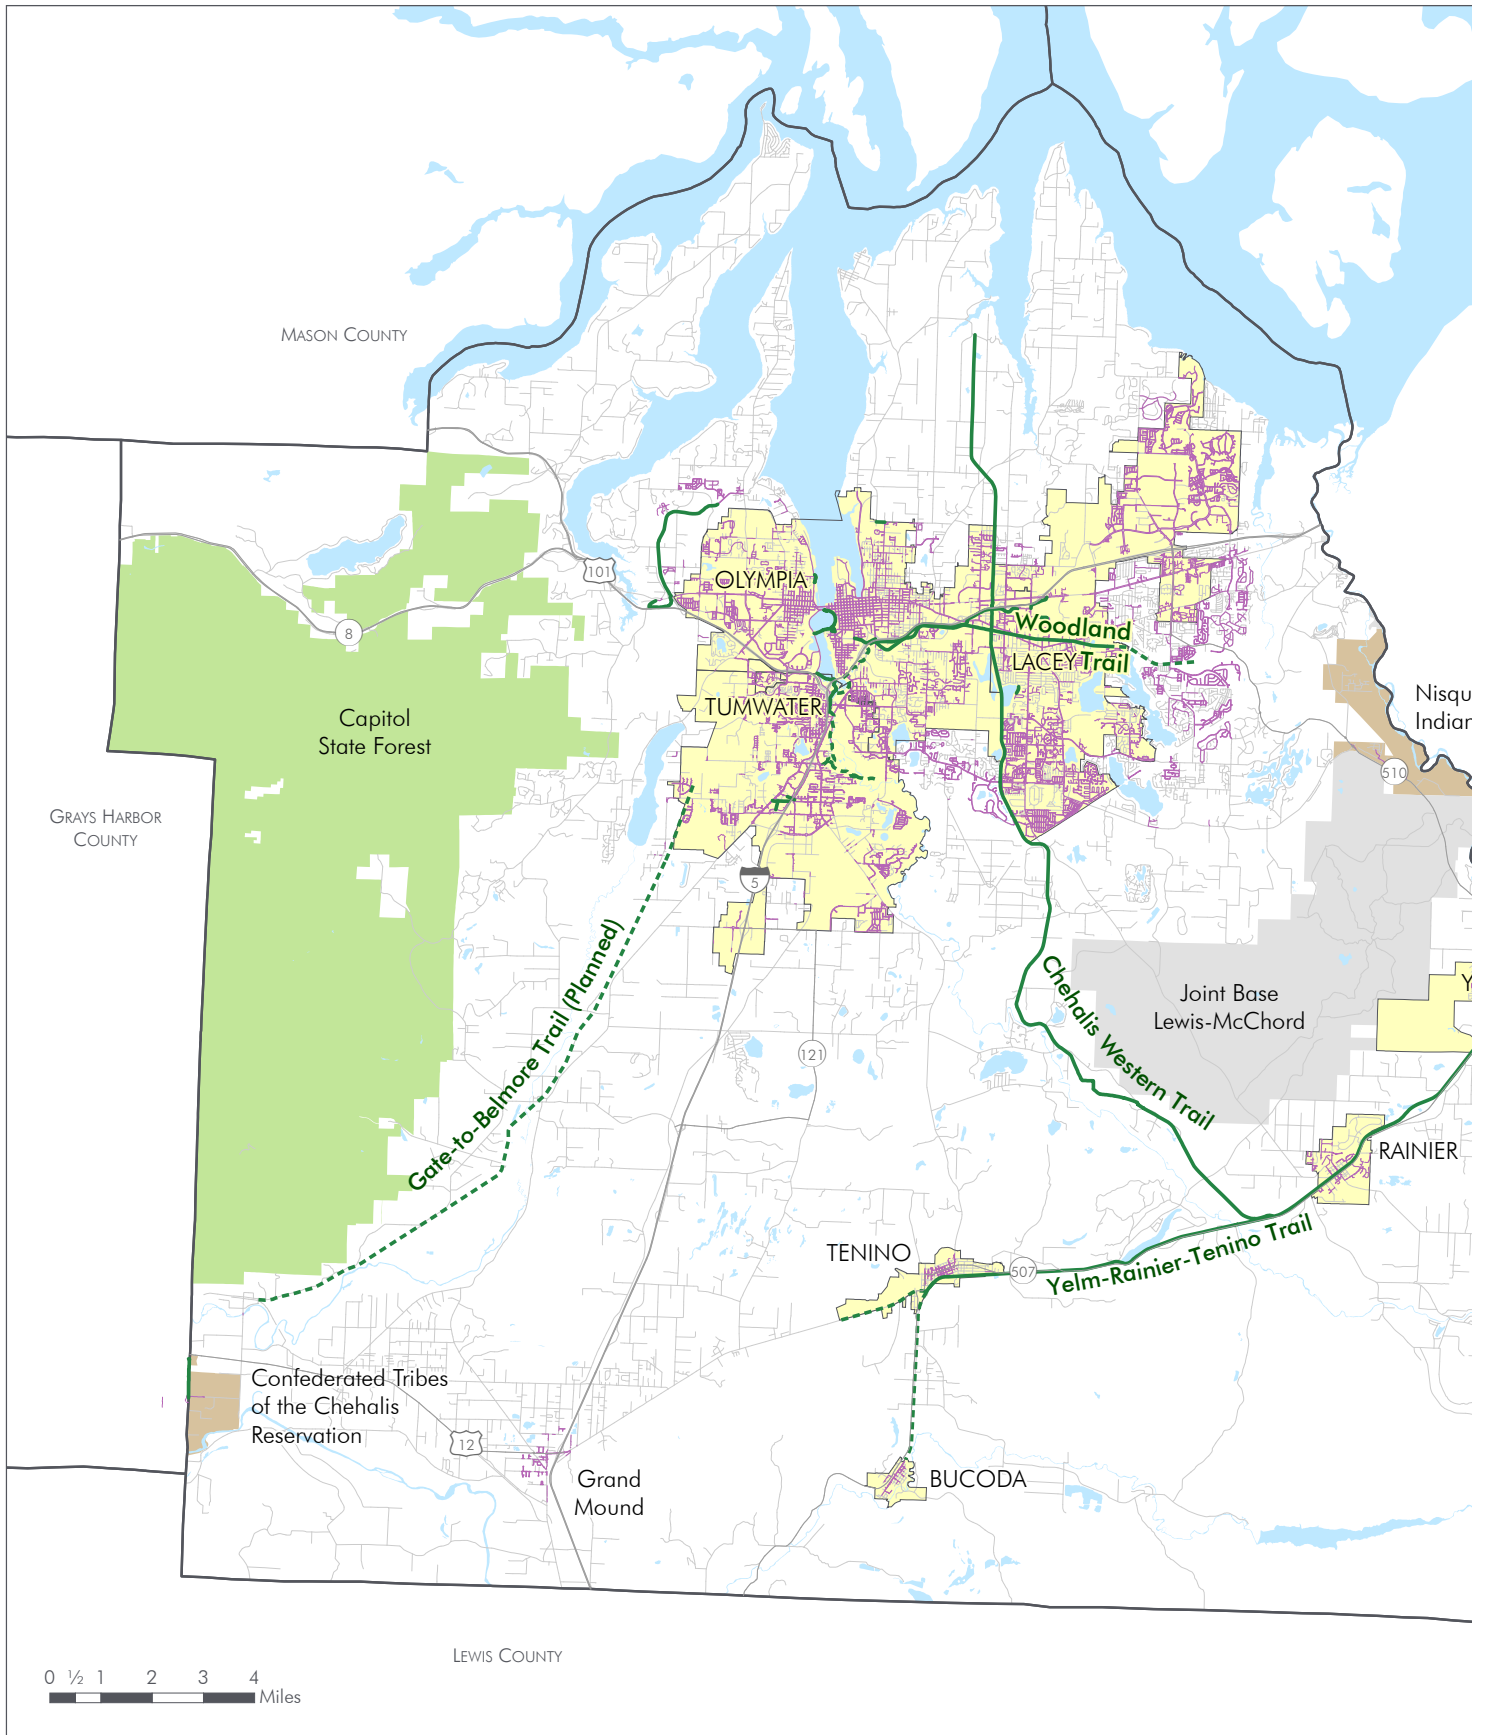 MASON COUNTY
101
OLYMPIA
8
Woodland
LACEY Trail
Nisqu
Indian
TUMWATER
Capitol
State Forest
510
GRAYS HARBOR
COUNTY
5
Gate-to-Belmore Trail (Planned)
Chehalis Western Trail
Joint Base
Lewis-McChord
121
RAINIER
TENINO
507
Yelm-Rainier-Tenino Trail
Confederated Tribes
of the Chehalis
Reservation
12
Grand
Mound
BUCODA
LEWIS COUNTY
0 ½ 1 2 3 4
Miles